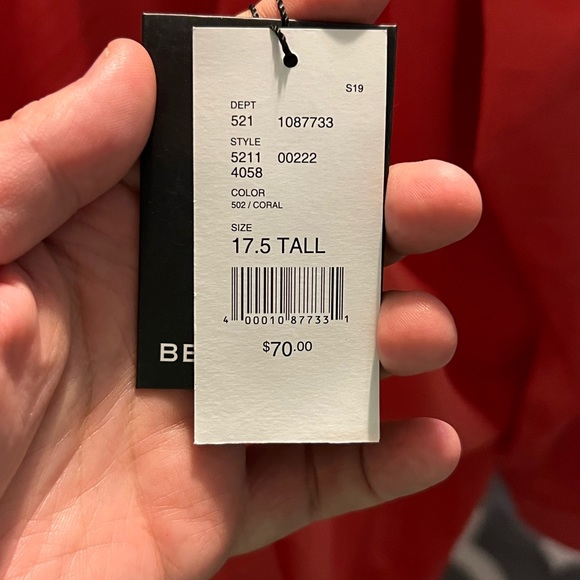 S19
DEPT
521 1087733
STYLE
5211 00222
4058
COLOR
502 / CORAL
SIZE
17.5 TALL
4 00010 87733 1
$70.00
BE